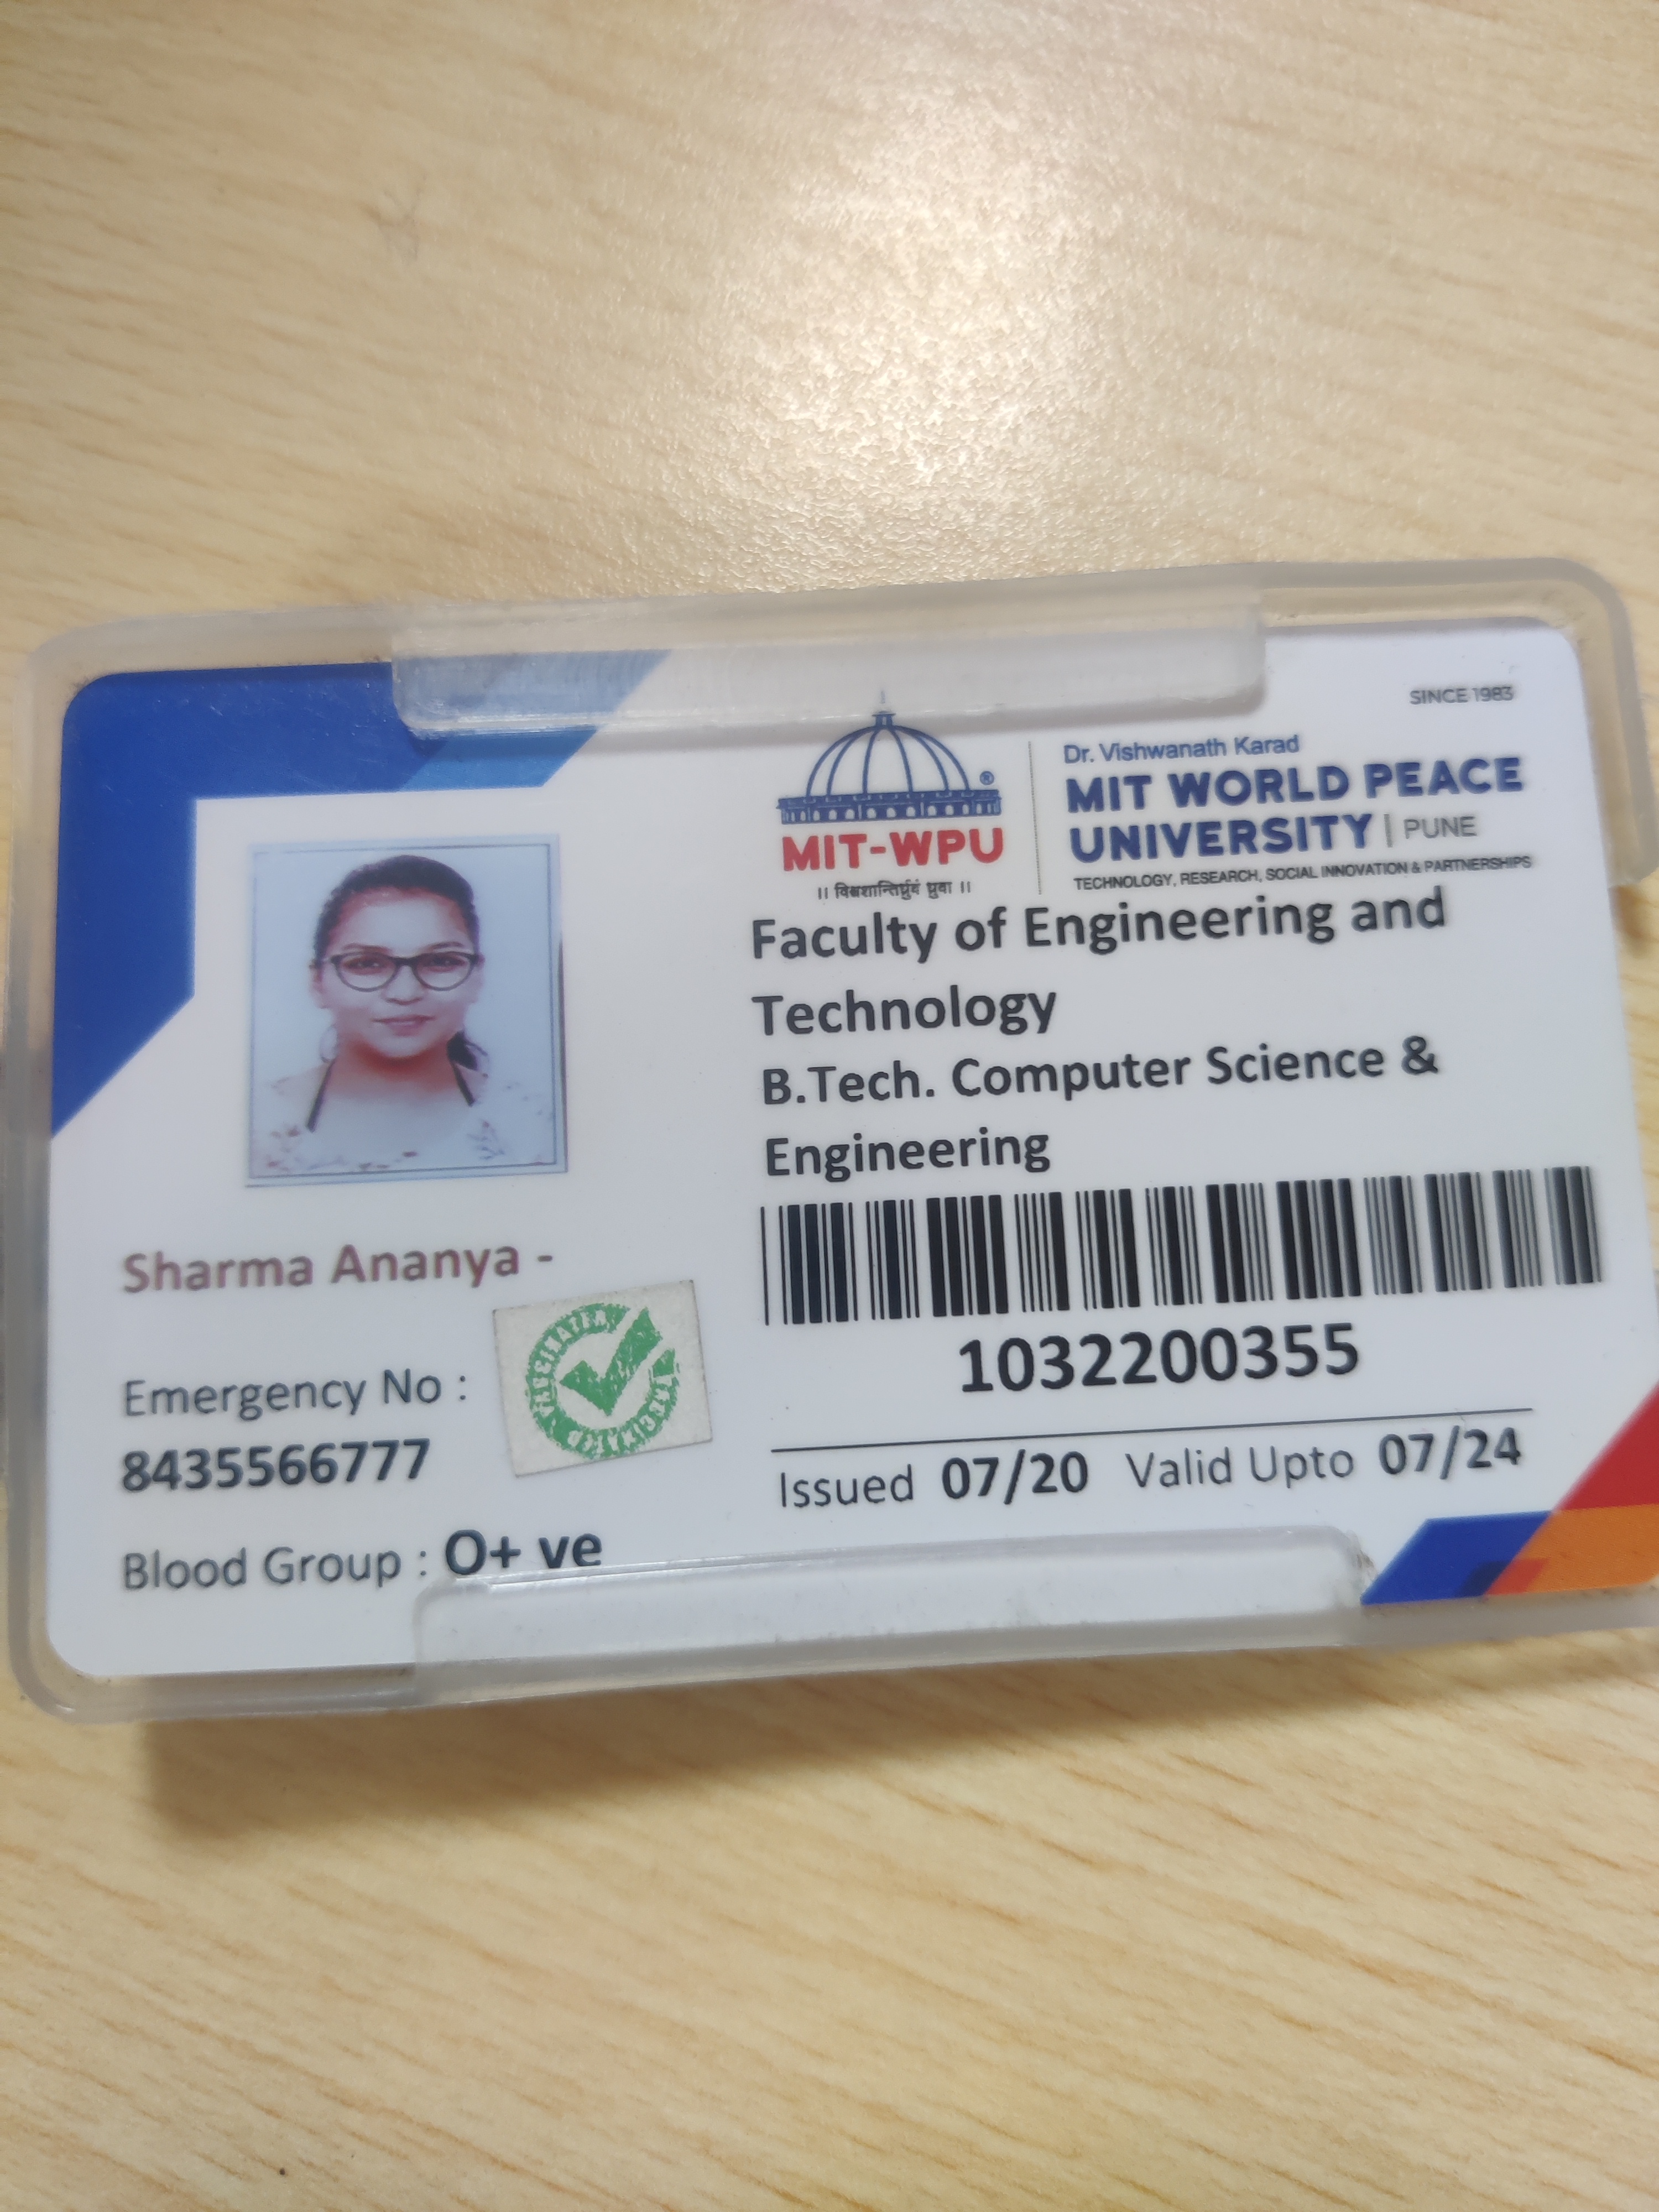 SINCE 1983
Dr. Vishwanath Karad
MIT WORLD PEACE
UNIVERSITY | PUNE
TECHNOLOGY, RESEARCH, SOCIAL INNOVATION & PARTNERSHIPS
®
MIT-WPU
॥ विश्वशान्तिर्ध्रुवं ध्रुवा ॥
Faculty of Engineering and
Technology
B.Tech. Computer Science &
Engineering
1032200355
Issued 07/20 Valid Upto 07/24
Sharma Ananya -
Emergency No :
8435566777
Blood Group : O+ ve
VACCINATED
VACCINATED